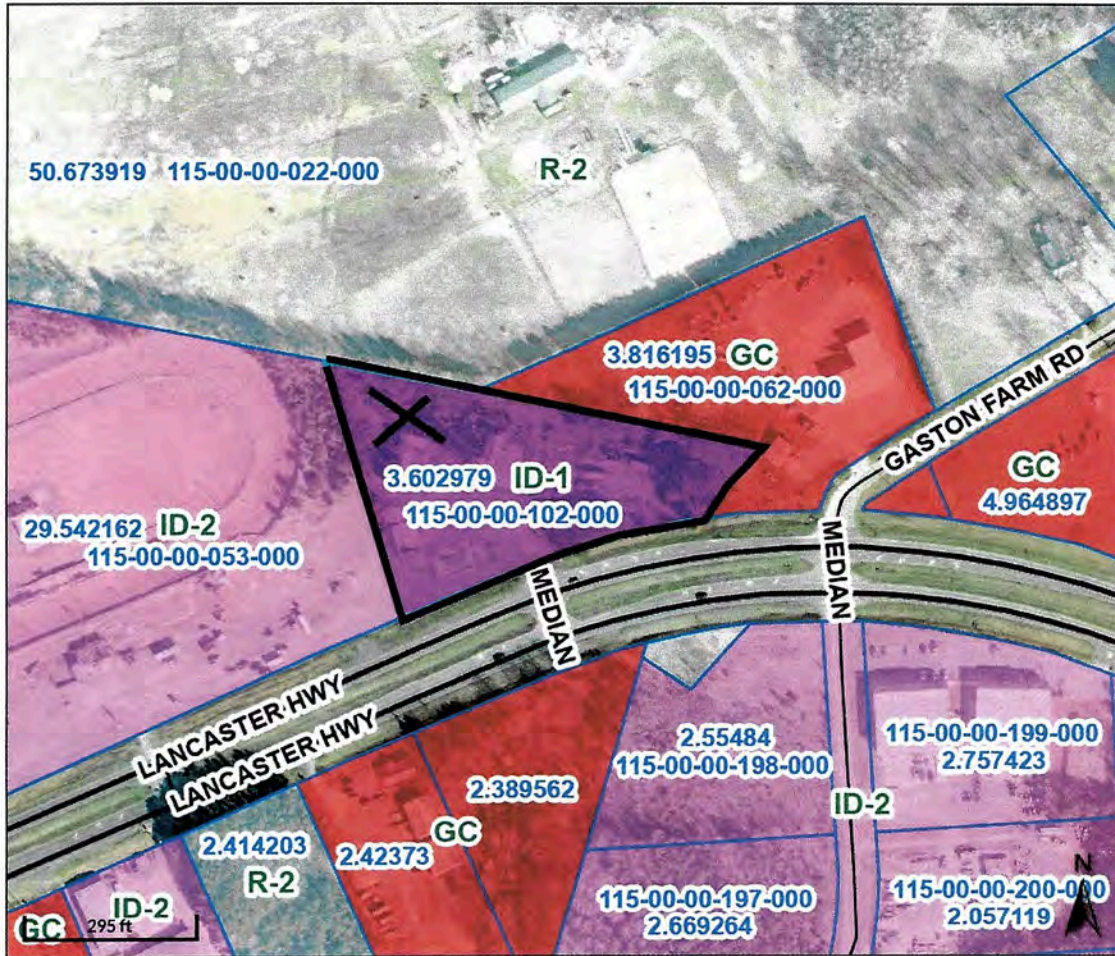 50.673919 115-00-00-022-000
R-2
3.816195 GC
115-00-00-062-000
GASTON FARM RD
GC
4.964897
3.602979 ID-1
115-00-00-102-000
29.542162 ID-2
115-00-00-053-000
MEDIAN
MEDIAN
LANCASTER HWY
LANCASTER HWY
2.55484
115-00-00-198-000
115-00-00-199-000
2.757423
2.389562
ID-2
GC
2.414203
R-2
2.42373
115-00-00-197-000
2.669264
115-00-00-200-000
2.057119
N
ID-2
GC
295 ft